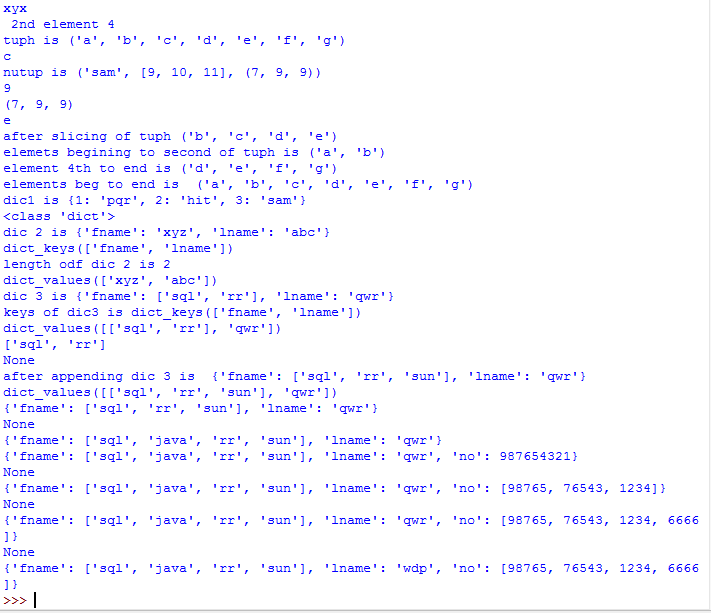 xyx
 2nd element 4
tuph is ('a', 'b', 'c', 'd', 'e', 'f', 'g')
c
nutup is ('sam', [9, 10, 11], (7, 9, 9))
9
(7, 9, 9)
e
after slicing of tuph ('b', 'c', 'd', 'e')
elemets begining to second of tuph is ('a', 'b')
element 4th to end is ('d', 'e', 'f', 'g')
elements beg to end is  ('a', 'b', 'c', 'd', 'e', 'f', 'g')
dic1 is {1: 'pqr', 2: 'hit', 3: 'sam'}
<class 'dict'>
dic 2 is {'fname': 'xyz', 'lname': 'abc'}
dict_keys(['fname', 'lname'])
length odf dic 2 is 2
dict_values(['xyz', 'abc'])
dic 3 is {'fname': ['sql', 'rr'], 'lname': 'qwr'}
keys of dic3 is dict_keys(['fname', 'lname'])
dict_values([['sql', 'rr'], 'qwr'])
['sql', 'rr']
None
after appending dic 3 is  {'fname': ['sql', 'rr', 'sun'], 'lname': 'qwr'}
dict_values([['sql', 'rr', 'sun'], 'qwr'])
{'fname': ['sql', 'rr', 'sun'], 'lname': 'qwr'}
None
{'fname': ['sql', 'java', 'rr', 'sun'], 'lname': 'qwr'}
{'fname': ['sql', 'java', 'rr', 'sun'], 'lname': 'qwr', 'no': 987654321}
None
{'fname': ['sql', 'java', 'rr', 'sun'], 'lname': 'qwr', 'no': [98765, 76543, 1234]}
None
{'fname': ['sql', 'java', 'rr', 'sun'], 'lname': 'qwr', 'no': [98765, 76543, 1234, 6666
]}
None
{'fname': ['sql', 'java', 'rr', 'sun'], 'lname': 'wdp', 'no': [98765, 76543, 1234, 6666
]}
>>>